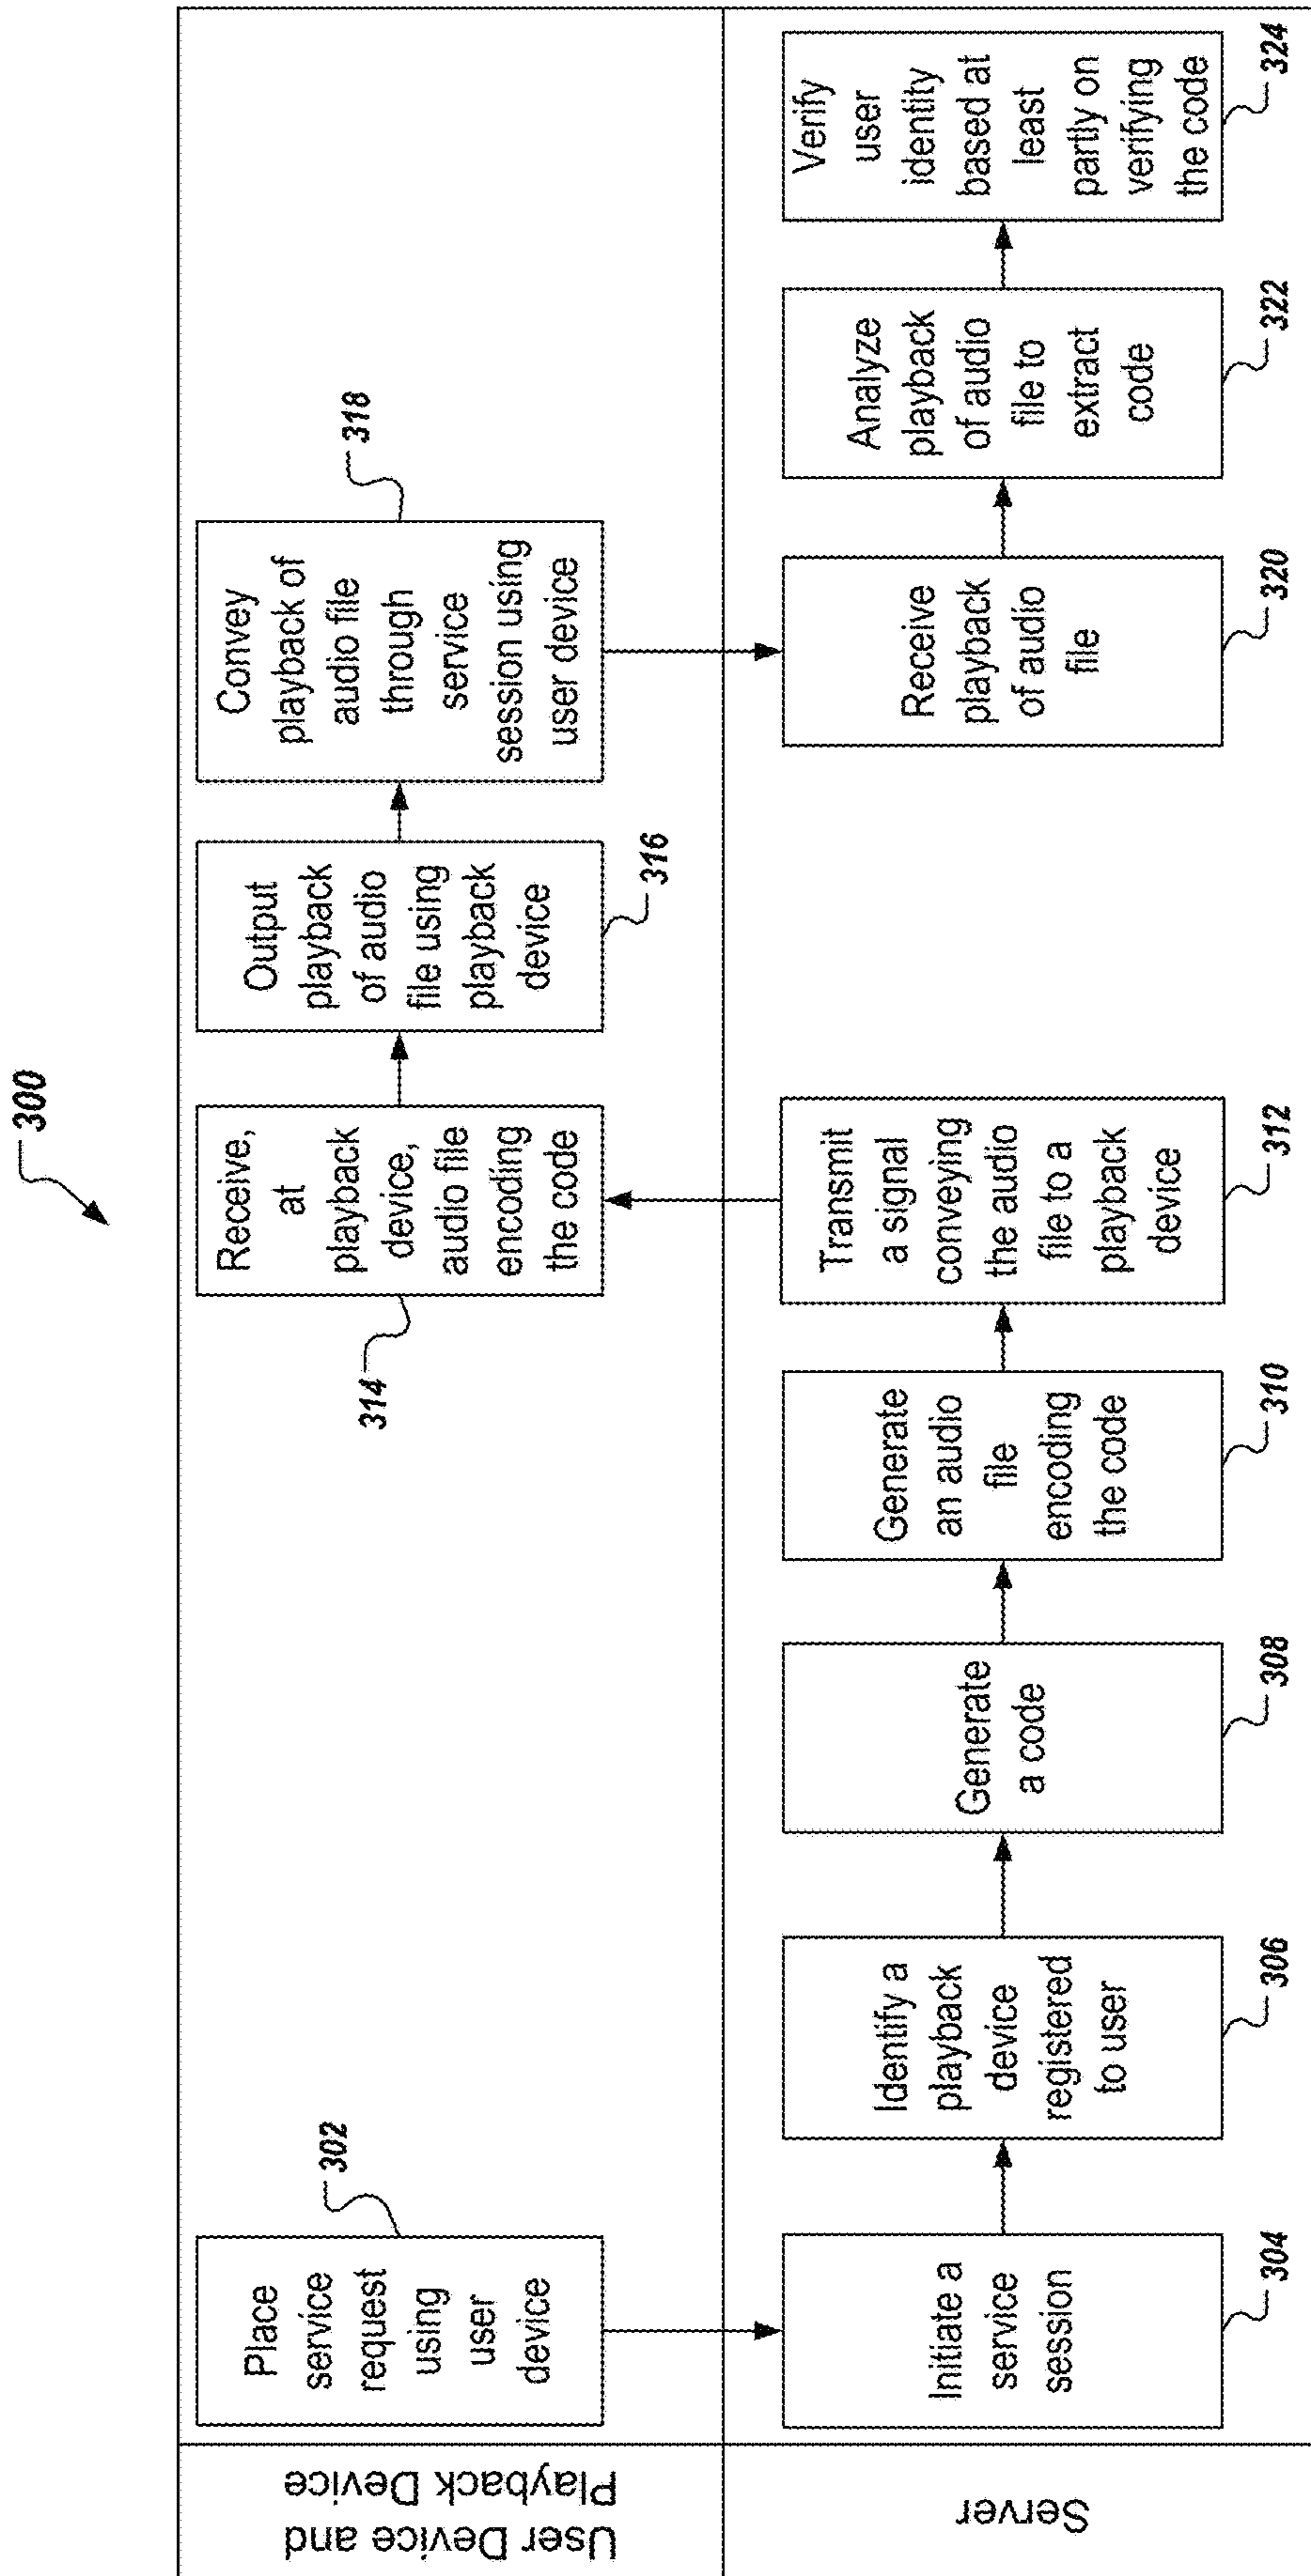 300
User Device and
Playback Device
Place
service
request
using
user
device
302
Receive,
at
playback
device,
audio file
encoding
the code
314
Output
playback
of audio
file using
playback
device
316
Convey
playback of
audio file
through
service
session using
user device
318
Server
Initiate a
service
session
304
Identify a
playback
device
registered
to user
306
Generate
a code
308
Generate
an audio
file
encoding
the code
310
Transmit
a signal
conveying
the audio
file to a
playback
device
312
Receive
playback
of audio
file
320
Analyze
playback
of audio
file to
extract
code
322
Verify
user
identity
based at
least
partly on
verifying
the code
324